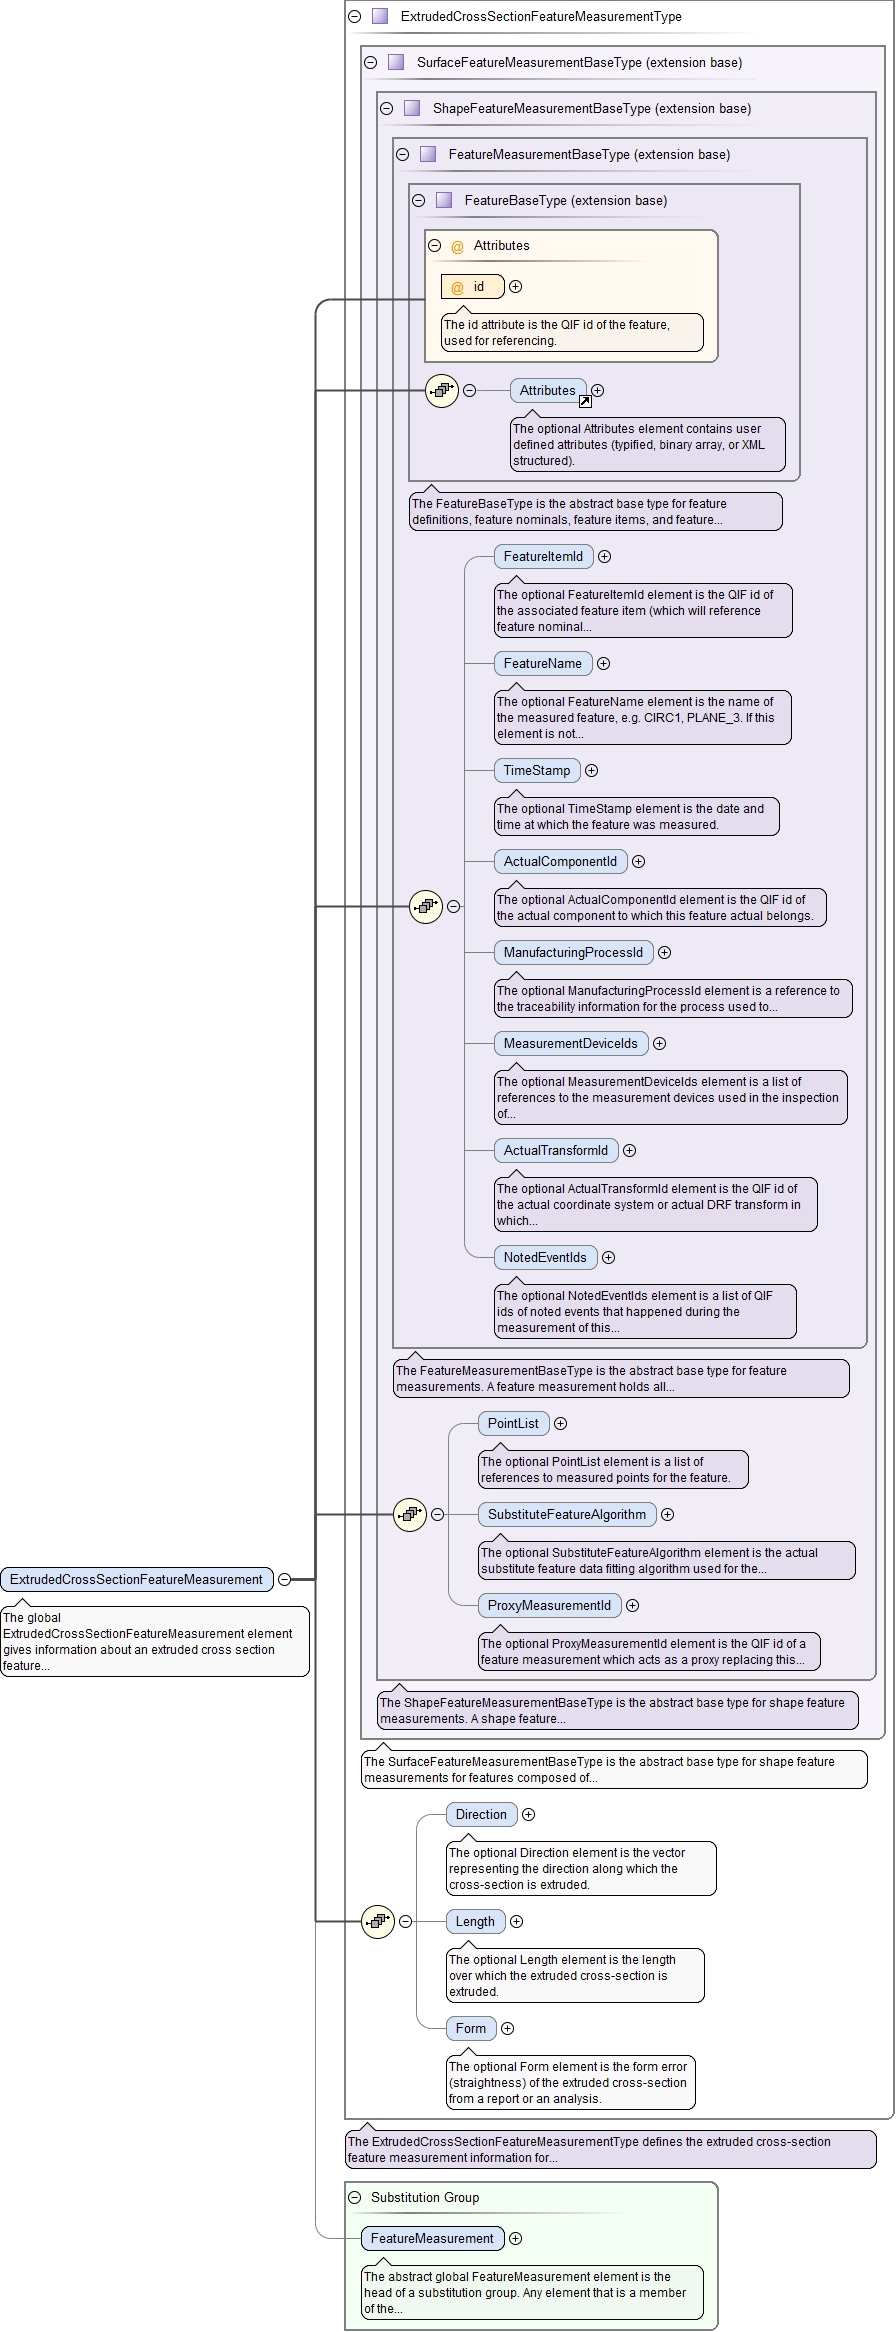 ExtrudedCrossSectionFeatureMeasurementType
SurfaceFeatureMeasurementBaseType (extension base)
ShapeFeatureMeasurementBaseType (extension base)
FeatureMeasurementBaseType (extension base)
FeatureBaseType (extension base)
@ Attributes
@ id
The id attribute is the QIF id of the feature,
used for referencing.
Attributes
The optional Attributes element contains user
defined attributes (typified, binary array, or XML
structured).
The FeatureBaseType is the abstract base type for feature
definitions, feature nominals, feature items, and feature...
FeatureItemId
The optional FeatureItemId element is the QIF id of
the associated feature item (which will reference
feature nominal...
FeatureName
The optional FeatureName element is the name of
the measured feature, e.g. CIRC1, PLANE_3. If this
element is not...
TimeStamp
The optional TimeStamp element is the date and
time at which the feature was measured.
ActualComponentId
The optional ActualComponentId element is the QIF id of
the actual component to which this feature actual belongs.
ManufacturingProcessId
The optional ManufacturingProcessId element is a reference to
the traceability information for the process used to...
MeasurementDeviceIds
The optional MeasurementDeviceIds element is a list of
references to the measurement devices used in the inspection
of...
ActualTransformId
The optional ActualTransformId element is the QIF id of
the actual coordinate system or actual DRF transform in
which...
NotedEventIds
The optional NotedEventIds element is a list of QIF
ids of noted events that happened during the
measurement of this...
The FeatureMeasurementBaseType is the abstract base type for feature
measurements. A feature measurement holds all...
PointList
The optional PointList element is a list of
references to measured points for the feature.
SubstituteFeatureAlgorithm
The optional SubstituteFeatureAlgorithm element is the actual
substitute feature data fitting algorithm used for the...
ProxyMeasurementId
The optional ProxyMeasurementId element is the QIF id of a
feature measurement which acts as a proxy replacing this...
ExtrudedCrossSectionFeatureMeasurement
The global
ExtrudedCrossSectionFeatureMeasurement element
gives information about an extruded cross section
feature...
The ShapeFeatureMeasurementBaseType is the abstract base type for shape feature
measurements. A shape feature...
The SurfaceFeatureMeasurementBaseType is the abstract base type for shape feature
measurements for features composed of...
Direction
The optional Direction element is the vector
representing the direction along which the
cross-section is extruded.
Length
The optional Length element is the length
over which the extruded cross-section is
extruded.
Form
The optional Form element is the form error
(straightness) of the extruded cross-section
from a report or an analysis.
The ExtrudedCrossSectionFeatureMeasurementType defines the extruded cross-section
feature measurement information for...
Substitution Group
FeatureMeasurement
The abstract global FeatureMeasurement element is the
head of a substitution group. Any element that is a member
of the...